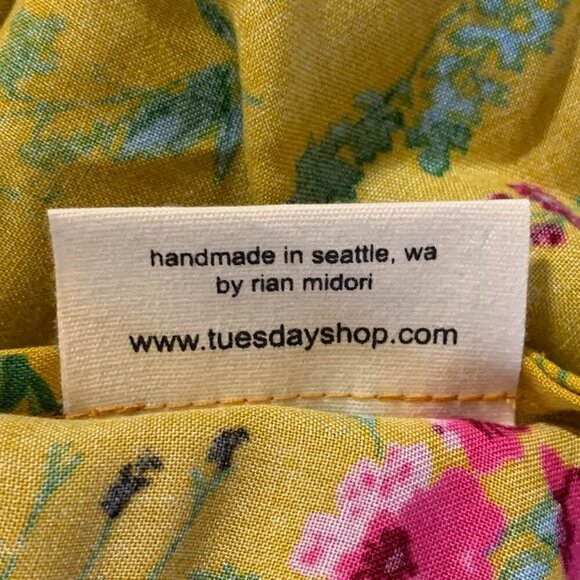 handmade in seattle, wa
by rian midori
www.tuesdayshop.com